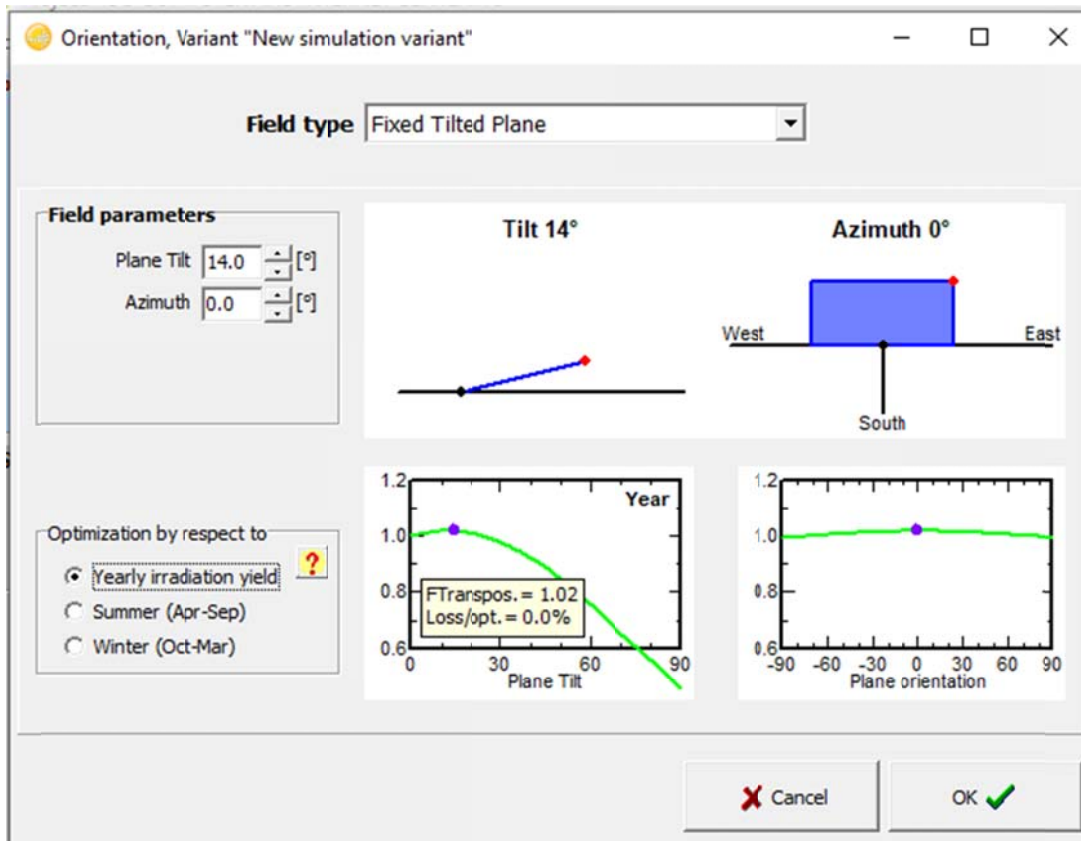 Orientation, Variant "New simulation variant"
Field type Fixed Tilted Plane
Field parameters
Plane Tilt 14.0 [°]
Azimuth 0.0 [°]
Tilt 14°
Azimuth 0°
West East
South
Optimization by respect to
Yearly irradiation yield
Summer (Apr-Sep)
Winter (Oct-Mar)
?
1.2
Year
1.0
0.8
FTranspos.= 1.02
Loss/opt.= 0.0%
0.6
0 30 60 90
Plane Tilt
1.2
1.0
0.8
0.6
-90 -60 -30 0 30 60 90
Plane orientation
Cancel
OK